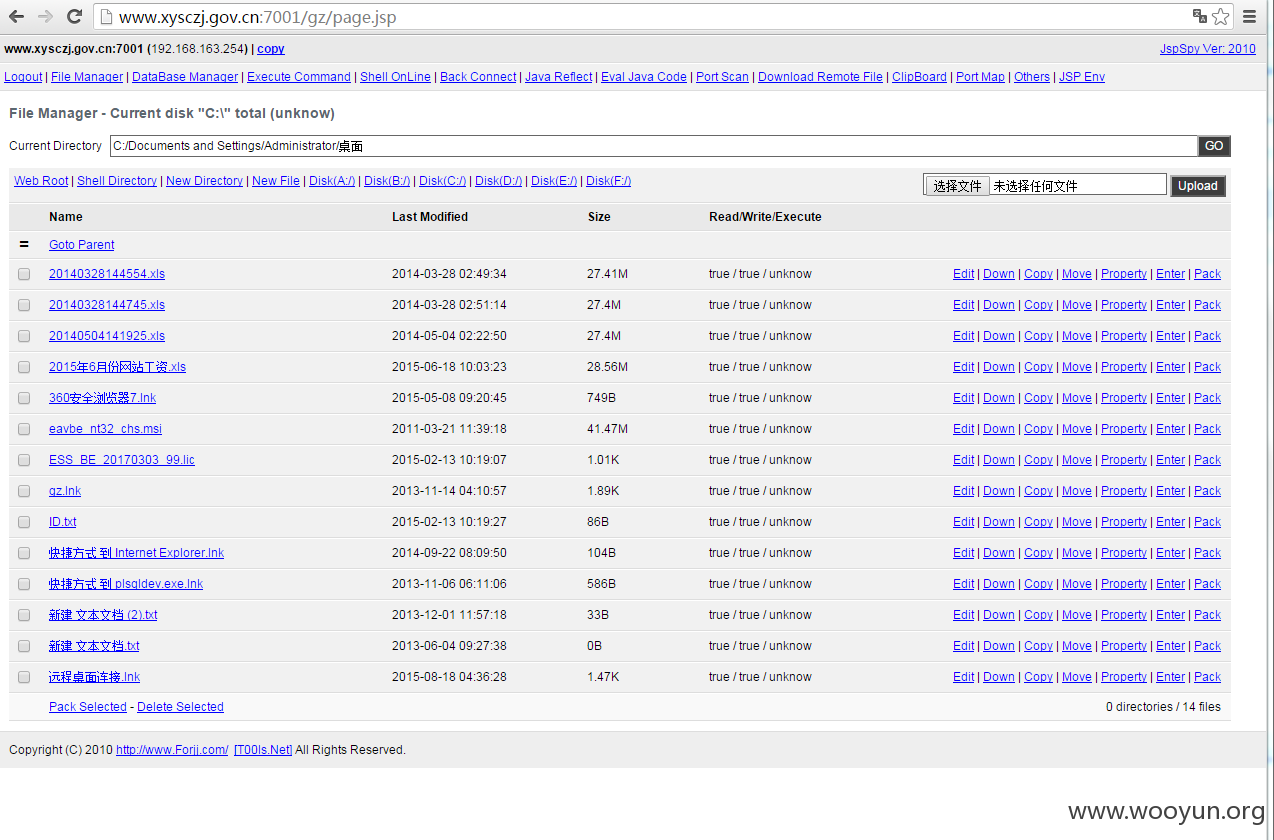 www.xysczj.gov.cn:7001/gz/page.jsp
www.xysczj.gov.cn:7001 (192.168.163.254) | copy JspSpy Ver: 2010
Logout | File Manager | DataBase Manager | Execute Command | Shell OnLine | Back Connect | Java Reflect | Eval Java Code | Port Scan | Download Remote File | ClipBoard | Port Map | Others | JSP Env
File Manager - Current disk "C:\" total (unknow)
Current Directory C:/Documents and Settings/Administrator/桌面 GO
Web Root | Shell Directory | New Directory | New File | Disk(A:/) | Disk(B:/) | Disk(C:/) | Disk(D:/) | Disk(E:/) | Disk(F:/) 选择文件 未选择任何文件 Upload
Name Last Modified Size Read/Write/Execute
= Goto Parent
20140328144554.xls 2014-03-28 02:49:34 27.41M true / true / unknow Edit | Down | Copy | Move | Property | Enter | Pack
20140328144745.xls 2014-03-28 02:51:14 27.4M true / true / unknow Edit | Down | Copy | Move | Property | Enter | Pack
20140504141925.xls 2014-05-04 02:22:50 27.4M true / true / unknow Edit | Down | Copy | Move | Property | Enter | Pack
2015年6月份网站工资.xls 2015-06-18 10:03:23 28.56M true / true / unknow Edit | Down | Copy | Move | Property | Enter | Pack
360安全浏览器7.lnk 2015-05-08 09:20:45 749B true / true / unknow Edit | Down | Copy | Move | Property | Enter | Pack
eavbe_nt32_chs.msi 2011-03-21 11:39:18 41.47M true / true / unknow Edit | Down | Copy | Move | Property | Enter | Pack
ESS_BE_20170303_99.lic 2015-02-13 10:19:07 1.01K true / true / unknow Edit | Down | Copy | Move | Property | Enter | Pack
gz.lnk 2013-11-14 04:10:57 1.89K true / true / unknow Edit | Down | Copy | Move | Property | Enter | Pack
ID.txt 2015-02-13 10:19:27 86B true / true / unknow Edit | Down | Copy | Move | Property | Enter | Pack
快捷方式 到 Internet Explorer.lnk 2014-09-22 08:09:50 104B true / true / unknow Edit | Down | Copy | Move | Property | Enter | Pack
快捷方式 到 plsqldev.exe.lnk 2013-11-06 06:11:06 586B true / true / unknow Edit | Down | Copy | Move | Property | Enter | Pack
新建 文本文档 (2).txt 2013-12-01 11:57:18 33B true / true / unknow Edit | Down | Copy | Move | Property | Enter | Pack
新建 文本文档.txt 2013-06-04 09:27:38 0B true / true / unknow Edit | Down | Copy | Move | Property | Enter | Pack
远程桌面连接.lnk 2015-08-18 04:36:28 1.47K true / true / unknow Edit | Down | Copy | Move | Property | Enter | Pack
Pack Selected - Delete Selected 0 directories / 14 files
Copyright (C) 2010 http://www.Forjj.com/ [T00ls.Net] All Rights Reserved.
www.wooyun.org